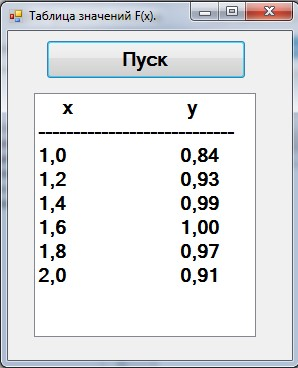 Таблица значений F(x).
Пуск
x y
----------------------------
1,0 0,84
1,2 0,93
1,4 0,99
1,6 1,00
1,8 0,97
2,0 0,91